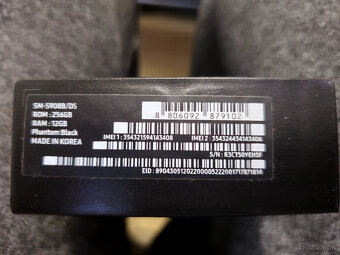 SM-S908B/DS
ROM : 256GB
RAM : 12GB
Phantom Black
MADE IN KOREA
8 806092 879102
IMEI 1 : 354321594143408
IMEI 2 : 354324434143406
S/N : R3CT50YEH5F
EID : 89043051202200005222001717871814